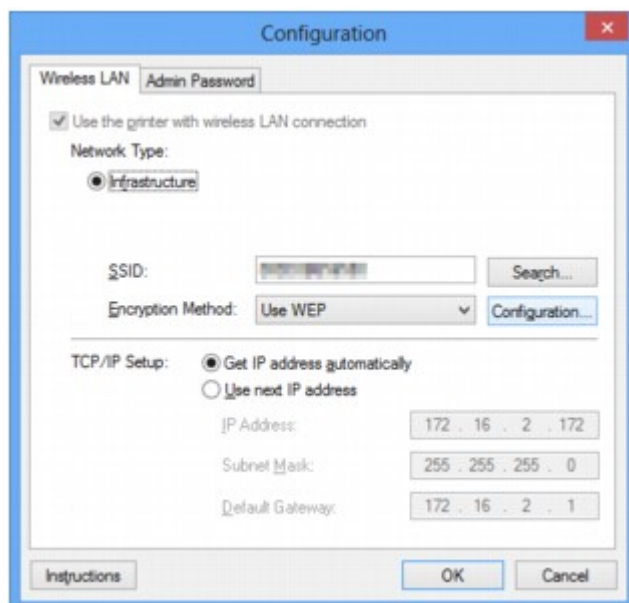 Configuration
Wireless LAN Admin Password
Use the printer with wireless LAN connection
Network Type:
Infrastructure
SSID: Search...
Encryption Method: Use WEP Configuration...
TCP/IP Setup: Get IP address automatically
Use next IP address
IP Address: 172 . 16 . 2 . 172
Subnet Mask: 255 . 255 . 255 . 0
Default Gateway: 172 . 16 . 2 . 1
Instructions OK Cancel